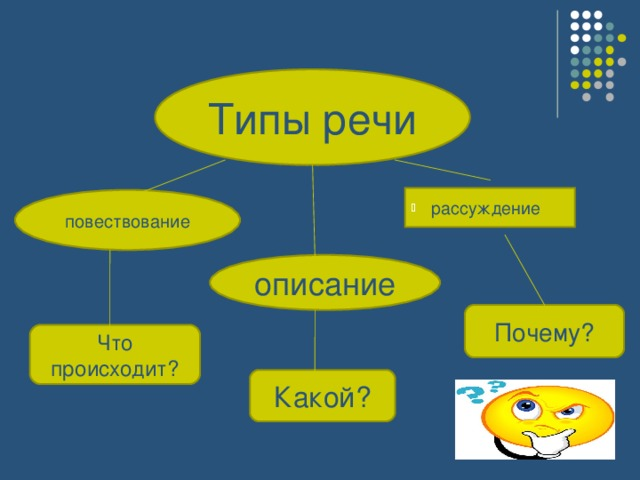 Типы речи
повествование
рассуждение
описание
Что
происходит?
Почему?
Какой?